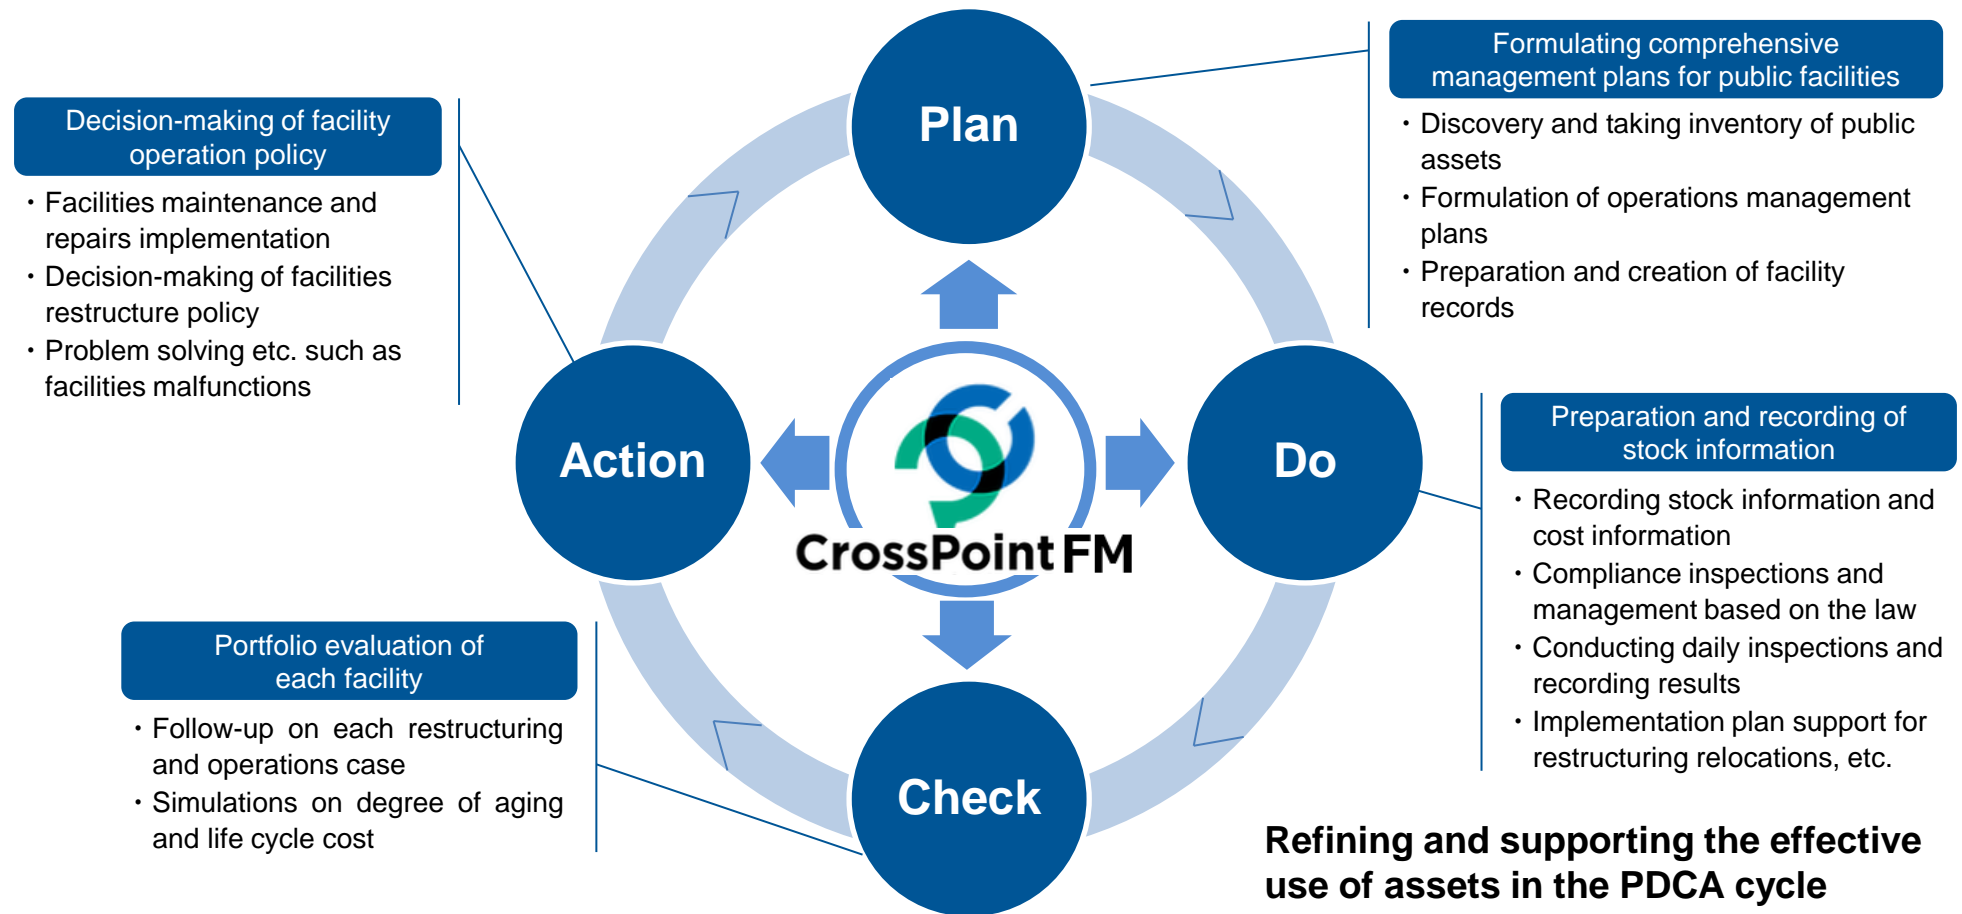 Plan
Formulating comprehensive
management plans for public facilities
・Discovery and taking inventory of public
assets
・Formulation of operations management
plans
・Preparation and creation of facility
records
Decision-making of facility
operation policy
・Facilities maintenance and
repairs implementation
・Decision-making of facilities
restructure policy
・Problem solving etc. such as
facilities malfunctions
Action
CrossPoint FM
Do
Preparation and recording of
stock information
・Recording stock information and
cost information
・Compliance inspections and
management based on the law
・Conducting daily inspections and
recording results
・Implementation plan support for
restructuring relocations, etc.
Portfolio evaluation of
each facility
・Follow-up on each restructuring
and operations case
・Simulations on degree of aging
and life cycle cost
Check
Refining and supporting the effective
use of assets in the PDCA cycle